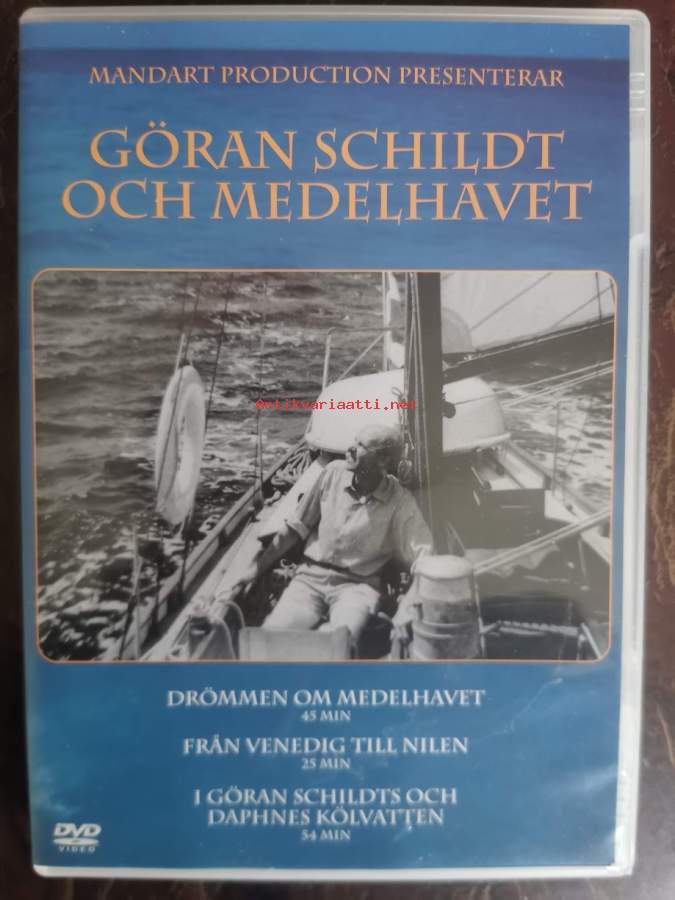 MANDART PRODUCTION PRESENTERAR
GÖRAN SCHILDT
OCH MEDELHAVET
Antikvariaatti.net
DRÖMMEN OM MEDELHAVET
45 MIN
FRÅN VENEDIG TILL NILEN
25 MIN
I GÖRAN SCHILDTS OCH
DAPHNES KÖLVATTEN
54 MIN
DVD
VIDEO